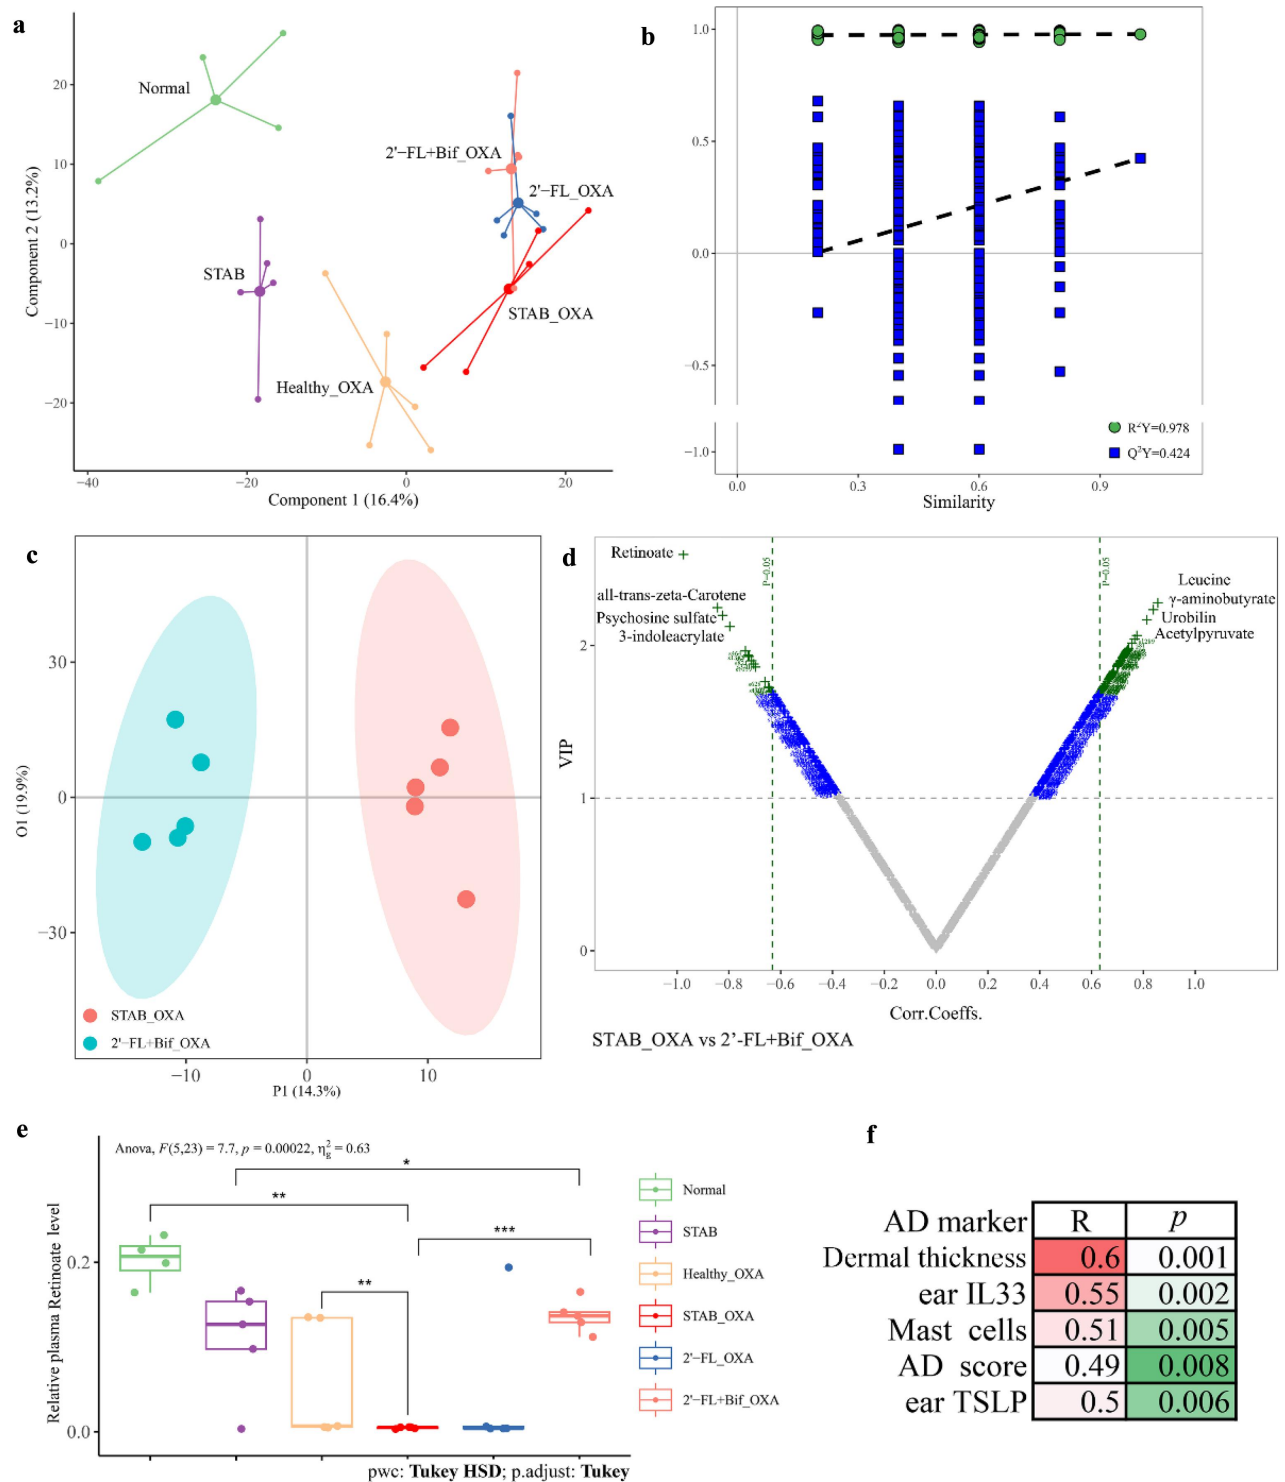 a
Component 2 (13.2%)
20
10
0
−10
−20
Normal
2'−FL+Bif_OXA
2'−FL_OXA
STAB
STAB_OXA
Healthy_OXA
−40
−20
0
20
Component 1 (16.4%)
b
1.0
0.5
0.0
−0.5
−1.0
R²Y=0.978
Q²Y=0.424
0.0
0.3
0.6
0.9
Similarity
c
O1 (19.9%)
30
0
−30
STAB_OXA
2'−FL+Bif_OXA
−10
0
10
P1 (14.3%)
d
VIP
2
1
0
Retinoate
all-trans-zeta-Carotene
Psychosine sulfate
3-indoleacrylate
P=0.05
P=0.05
Leucine
γ-aminobutyrate
Urobilin
Acetylpyruvate
−1.0
−0.8
−0.6
−0.4
−0.2
0.0
0.2
0.4
0.6
0.8
1.0
Corr.Coeffs.
STAB_OXA vs 2'-FL+Bif_OXA
e
Relative plasma Retinoate level
Anova, F(5,23) = 7.7, p = 0.00022, η²g = 0.63
*
**
***
**
0.2
0.0
Normal
STAB
Healthy_OXA
STAB_OXA
2'−FL_OXA
2'−FL+Bif_OXA
pwc: Tukey HSD; p.adjust: Tukey
f
AD marker R p
Dermal thickness 0.6 0.001
ear IL33 0.55 0.002
Mast cells 0.51 0.005
AD score 0.49 0.008
ear TSLP 0.5 0.006